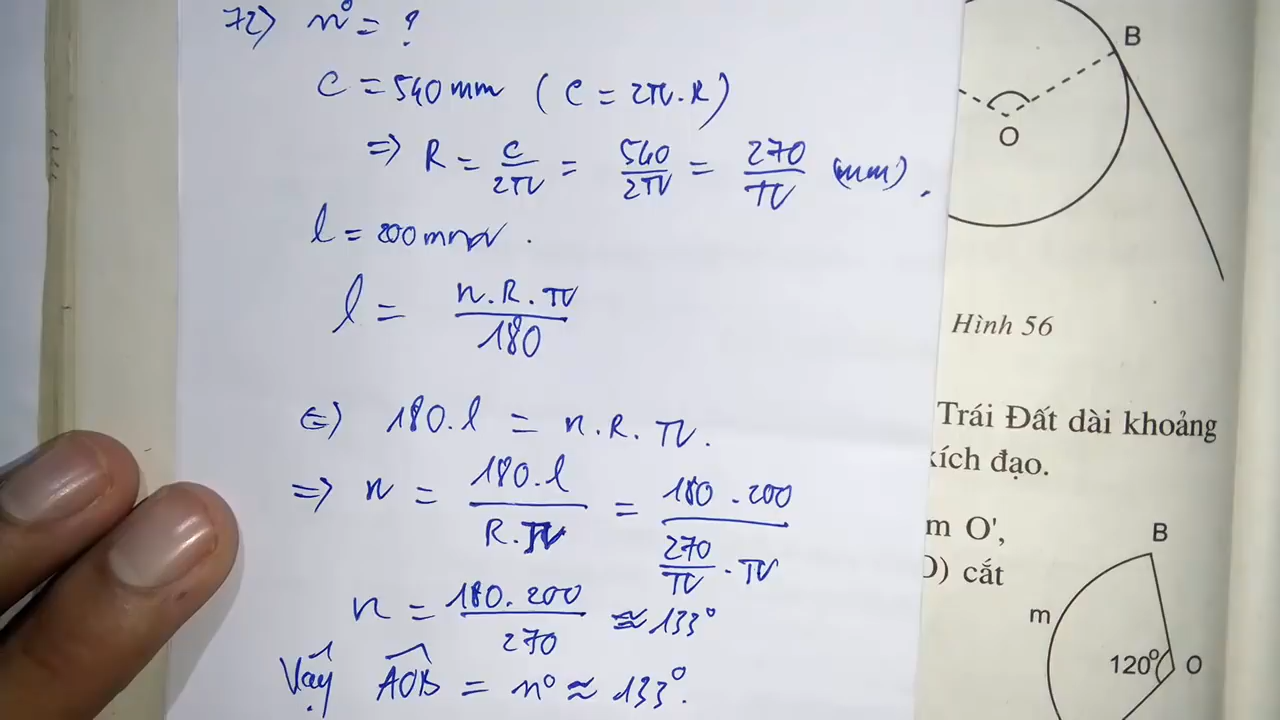 72) n° = ?
C = 540 mm ( C = 2π.R )
=> R = C/2π = 540/2π = 270/π (mm).
l = 200 mm.
l = n.R.π/180
<=> 180.l = n.R.π.
=> n = 180.l/R.π = 180.200/270/π.π
n = 180.200/270 ≈ 133°
Vậy AOB = n° ≈ 133°.
B
O
Hình 56
Trái Đất dài khoảng
kích đạo.
m O',
O) cắt
B
m
120°
O